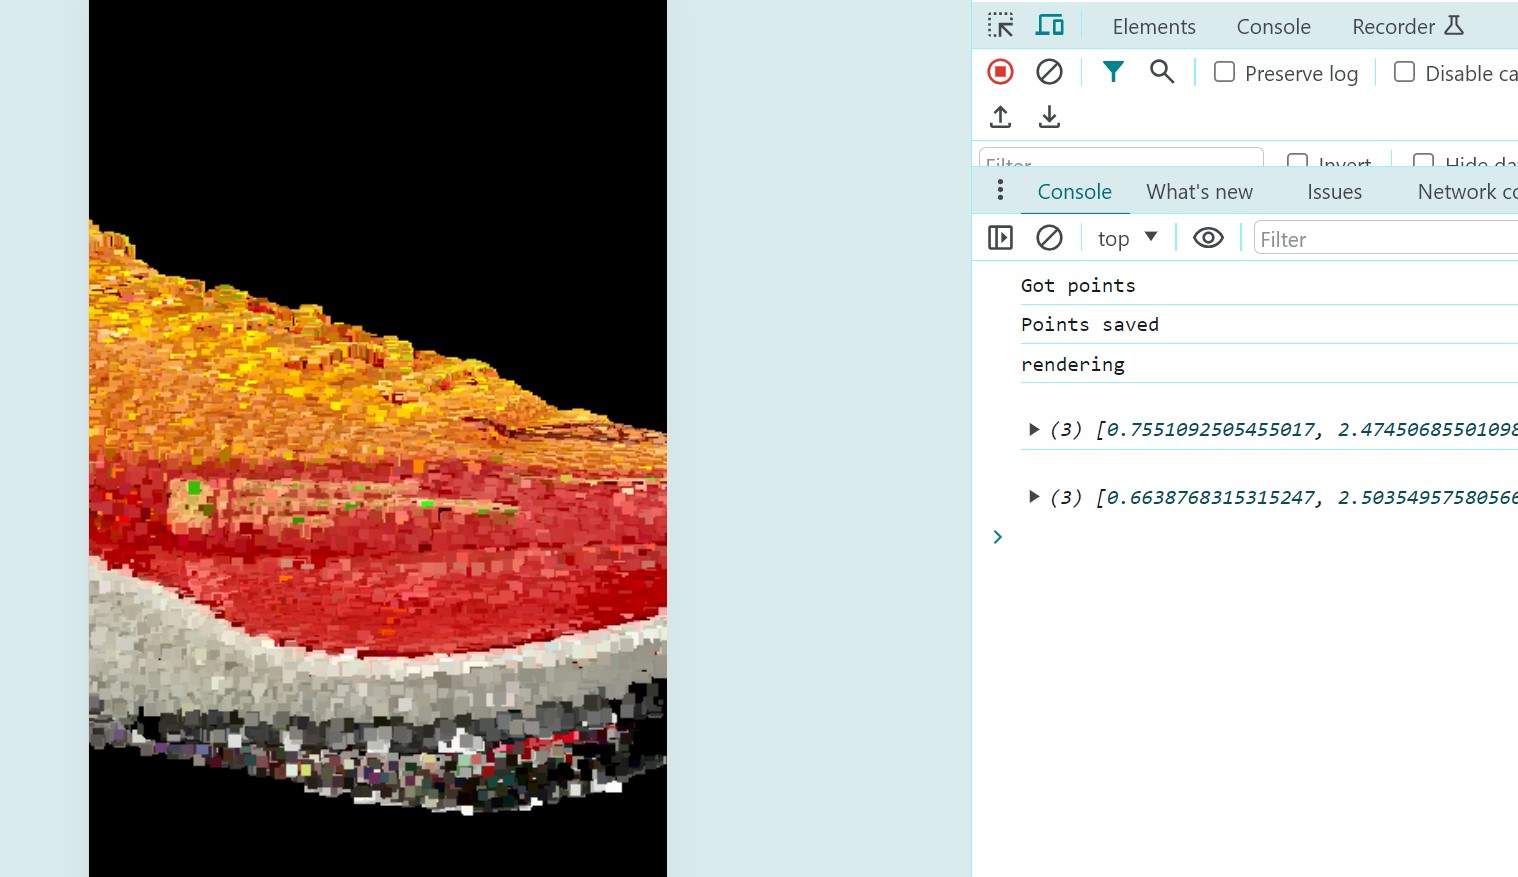 Elements Console Recorder
Preserve log Disable ca
Filter Invert Hide da
Console What's new Issues Network co
top Filter
Got points
Points saved
rendering
(3) [0.7551092505455017, 2.47450685501098
(3) [0.6638768315315247, 2.50354957580566